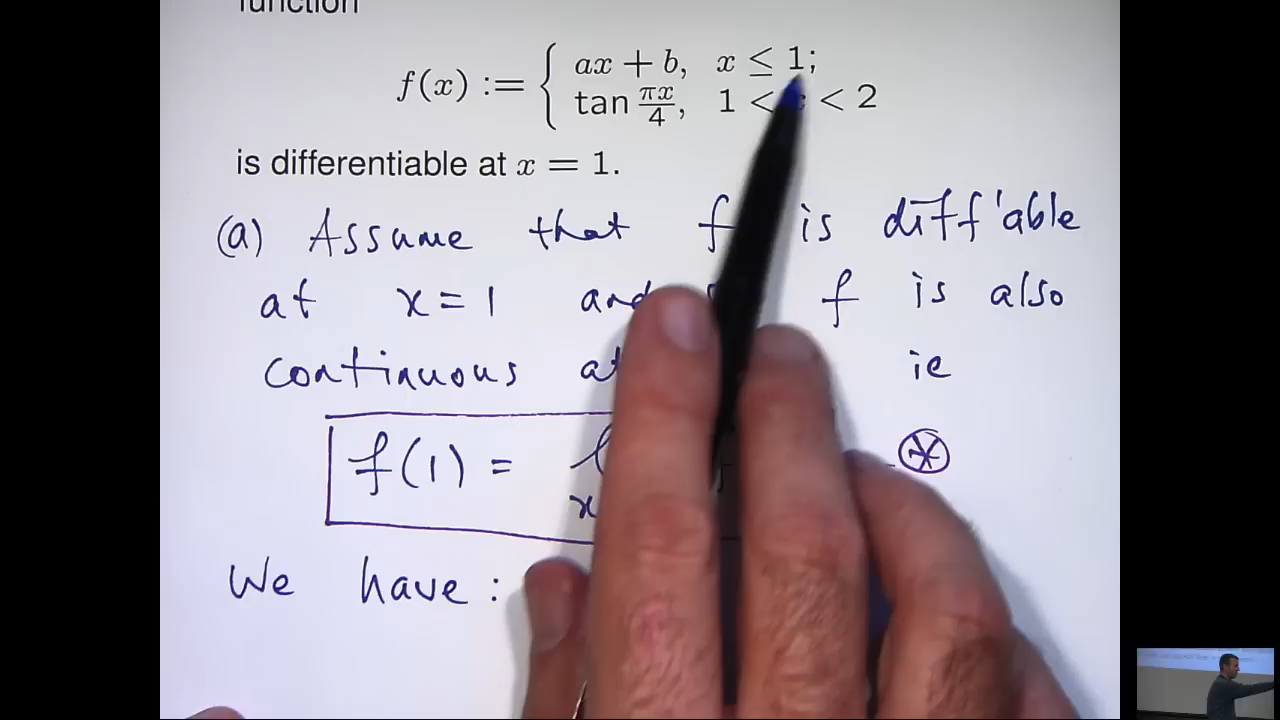 function
f(x) := { ax + b, x ≤ 1;
tan πx/4, 1 < < 2
is differentiable at x = 1.
(a) Assume that f is diff'able
at x = 1 and f is also
continuous at ie
f(1) = ⊛
We have :